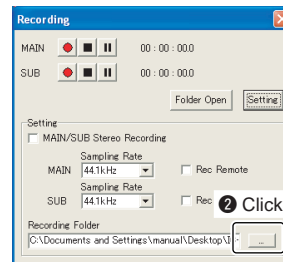 Recording
MAIN 00 : 00 : 00.0
SUB 00 : 00 : 00.0
Folder Open Setting
Setting
MAIN/SUB Stereo Recording
Sampling Rate
MAIN 44.1kHz Rec Remote
Sampling Rate
SUB 44.1kHz Rec
❷ Click
Recording Folder
C:\Documents and Settings\manual\Desktop\ ...